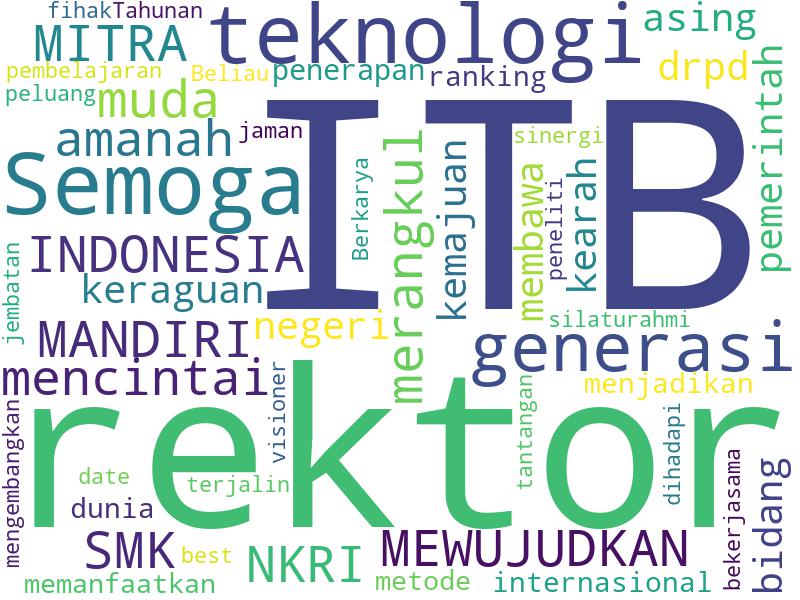 fihak Tahunan
MITRA teknologi asing
pembelajaran Beliau penerapan ranking drpd
peluang muda
amanah jaman ITB sinergi pemerintah
Semoga Berkarya merangkul kemajuan membawa peneliti kearah
INDONESIA
jembatan keraguan
MANDIRI negeri silaturahmi
mencintai generasi
menjadikan
mengembangkan rektor visioner tantangan dihadapi
date terjalin
dunia bekerjasama bidang
SMK best NKRI MEWUJUDKAN
memanfaatkan metode internasional